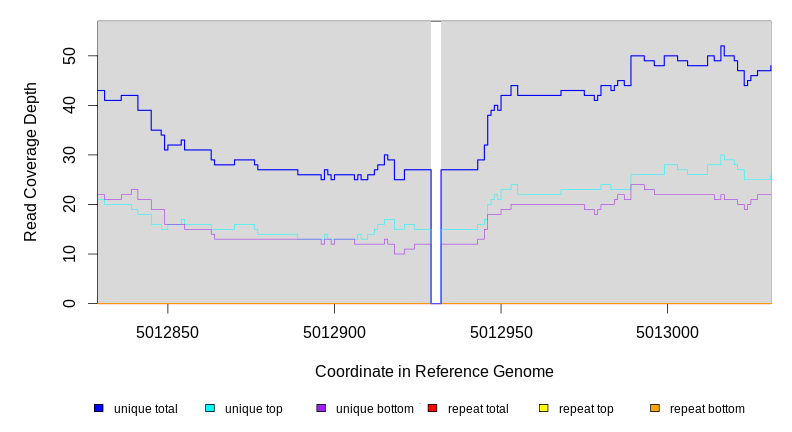 Read Coverage Depth
50
40
30
20
10
0
5012850 5012900 5012950 5013000
Coordinate in Reference Genome
unique total unique top unique bottom repeat total repeat top repeat bottom